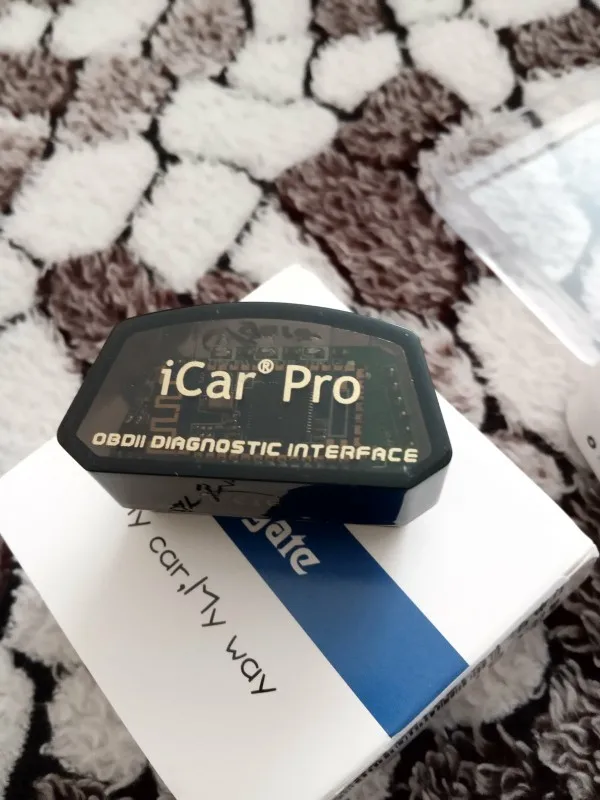 iCar® Pro
OBDII DIAGNOSTIC INTERFACE
gate
y car, My way